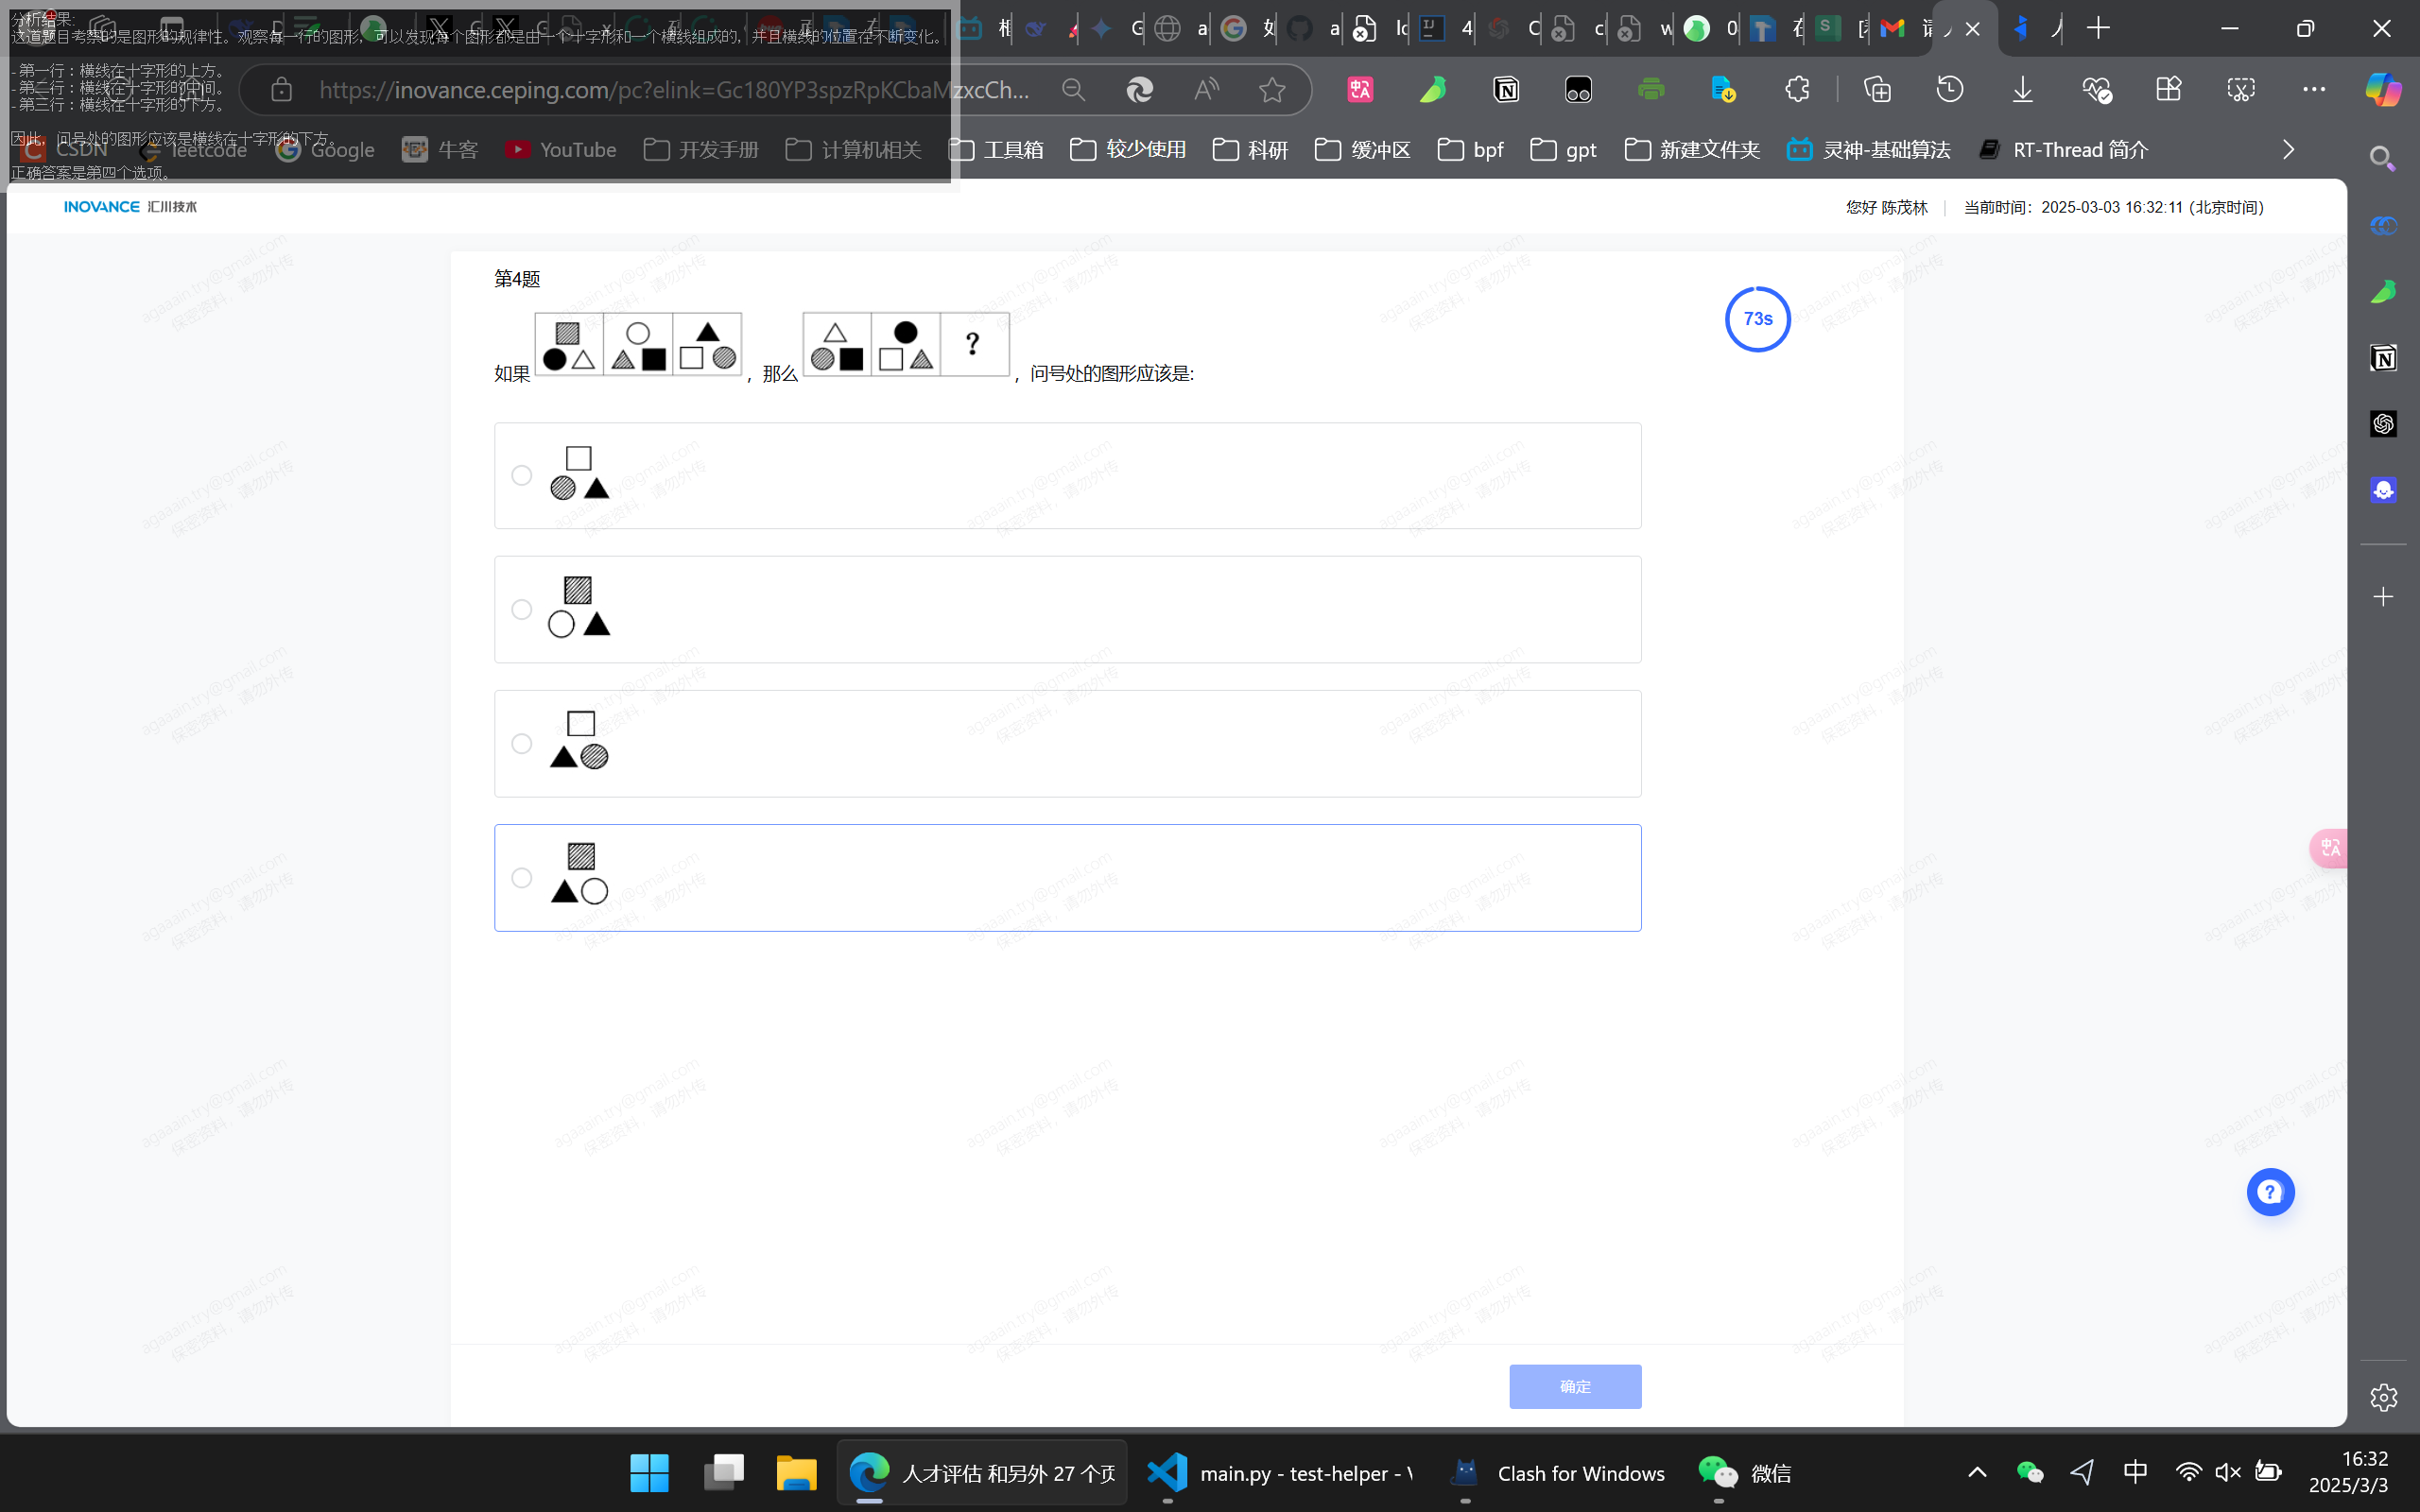 分析结果:
这道题目考察的是图形的规律性。观察每一行的图形，可以发现每个图形都是由一个十字形和一个横线组成的，并且横线的位置在不断变化。
- 第一行：横线在十字形的上方。
- 第二行：横线在十字形的中间。
- 第三行：横线在十字形的下方。
因此，问号处的图形应该是横线在十字形的下方。
正确答案是第四个选项。
https://inovance.ceping.com/pc?elink=Gc180YP3spzRpKCbaMzxcCh...
CSDN leetcode Google 牛客 YouTube 开发手册 计算机相关 工具箱 较少使用 科研 缓冲区 bpf gpt 新建文件夹 灵神-基础算法 RT-Thread 简介
INOVANCE 汇川技术
您好 陈茂林 当前时间：2025-03-03 16:32:11 (北京时间)
第4题
73s
如果 ，那么 ? ，问号处的图形应该是:
确定
agaaain.try@gmail.com
保密资料，请勿外传
人才评估 和另外 27 个页
main.py - test-helper - V
Clash for Windows
微信
中
16:32
2025/3/3